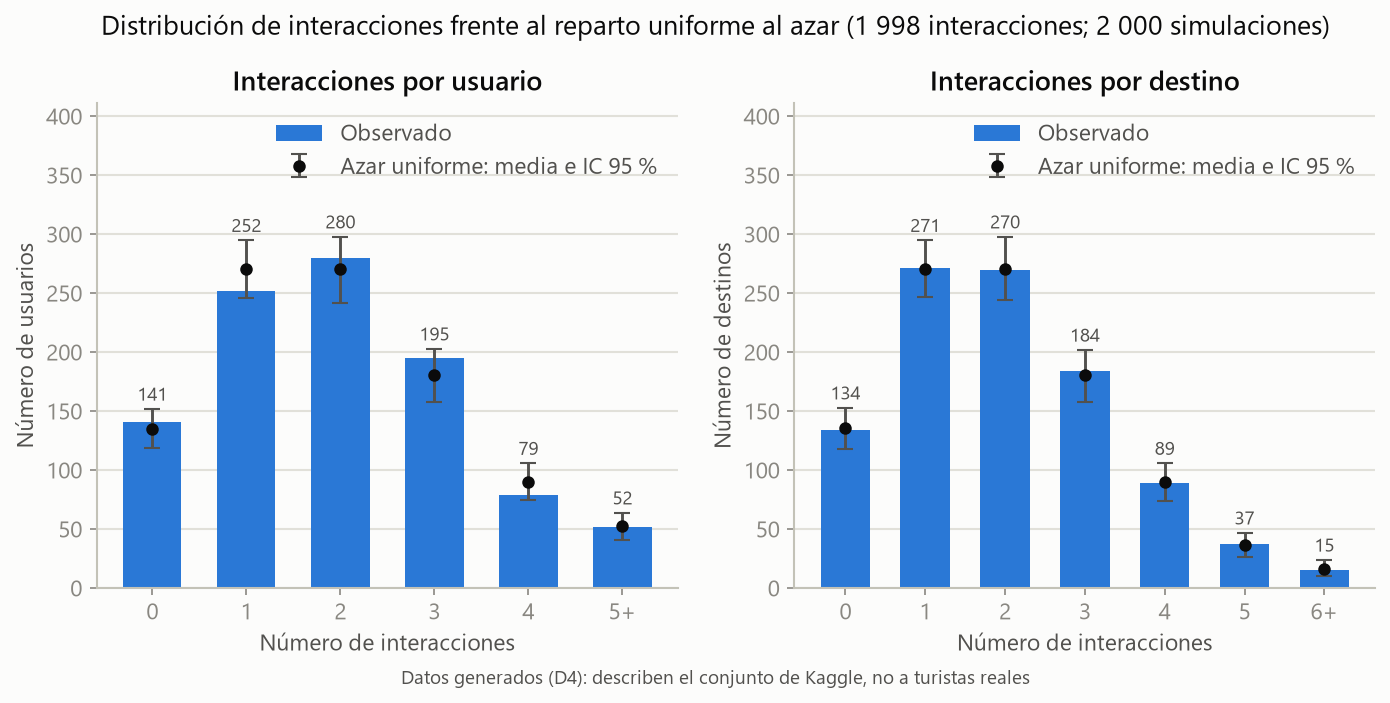 Distribución de interacciones frente al reparto uniforme al azar (1 998 interacciones; 2 000 simulaciones)
Interacciones por usuario
Observado
Azar uniforme: media e IC 95 %
Número de usuarios
400
350
300
250
200
150
100
50
0
141
252
280
195
79
52
0 1 2 3 4 5+
Número de interacciones
Interacciones por destino
Observado
Azar uniforme: media e IC 95 %
Número de destinos
400
350
300
250
200
150
100
50
0
134
271
270
184
89
37
15
0 1 2 3 4 5 6+
Número de interacciones
Datos generados (D4): describen el conjunto de Kaggle, no a turistas reales